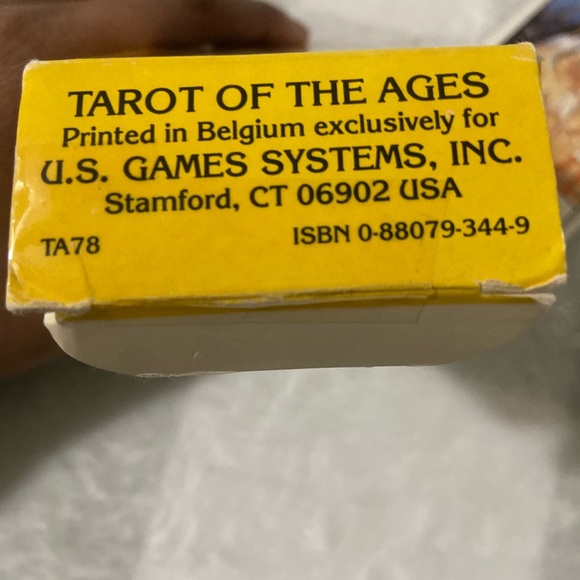 TAROT OF THE AGES
Printed in Belgium exclusively for
U.S. GAMES SYSTEMS, INC.
Stamford, CT 06902 USA
TA78 ISBN 0-88079-344-9